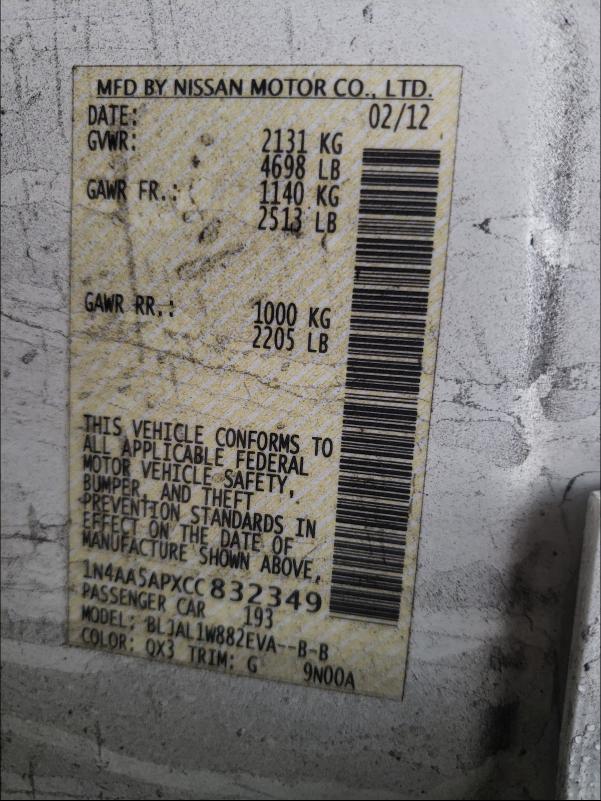 MFD BY NISSAN MOTOR CO., LTD.
DATE: 02/12
GVWR: 2131 KG
4698 LB
GAWR FR.: 1140 KG
2513 LB
GAWR RR.: 1000 KG
2205 LB
THIS VEHICLE CONFORMS TO
ALL APPLICABLE FEDERAL
MOTOR VEHICLE SAFETY,
BUMPER, AND THEFT
PREVENTION STANDARDS IN
EFFECT ON THE DATE OF
MANUFACTURE SHOWN ABOVE,
1N4AA5APXCC832349
PASSENGER CAR 193
MODEL: BLJAL1W882EVA--B-B
COLOR: QX3 TRIM: G 9N00A